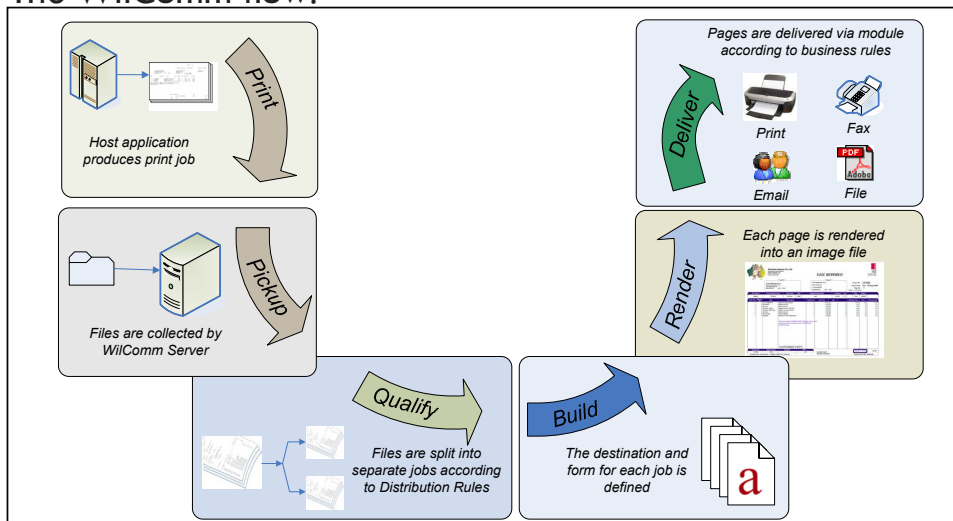 The WilComm flow:
Print
Host application
produces print job
Pickup
Files are collected by
WilComm Server
Qualify
Files are split into
separate jobs according
to Distribution Rules
Build
The destination and
form for each job is
defined
a
Render
Each page is rendered
into an image file
TAX INVOICE
Deliver
Pages are delivered via module
according to business rules
Print
Fax
Email
PDF
Adobe
File